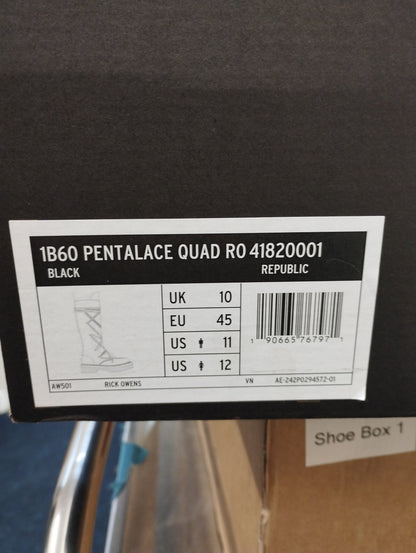 1B60 PENTALACE QUAD RO 41820001
BLACK REPUBLIC
UK 10
EU 45
US 11
US 12
1 90665 76797 1
AW501 RICK OWENS VN AE-242P0294572-01
Shoe Box 1